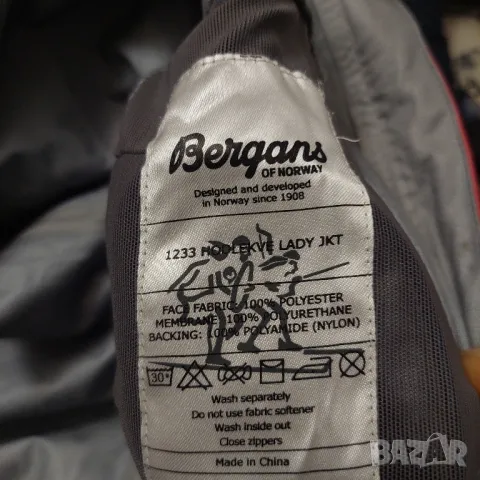 Bergans
OF NORWAY
Designed and developed
in Norway since 1908
1233 LADY JKT
FACE FABRIC: 100% POLYESTER
MEMBRANE: 100% POLYURETHANE
BACKING: 100% POLYAMIDE (NYLON)
30°
Wash separately
Do not use fabric softener
Wash inside out
Close zippers
Made in China
BAZAR